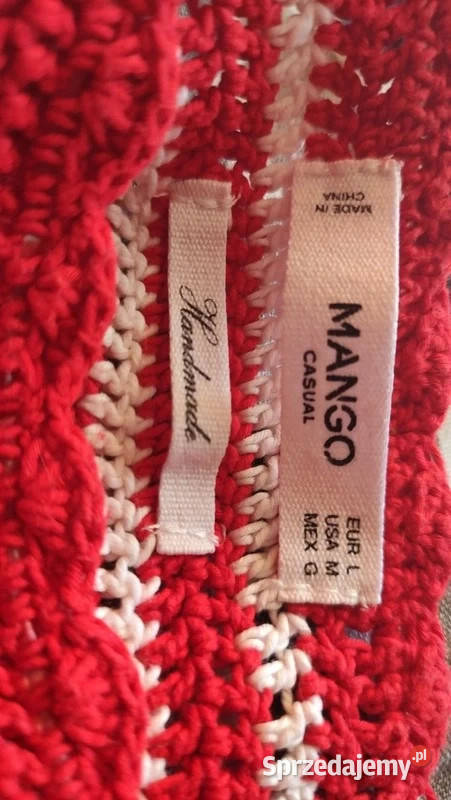 MADE IN
CHINA
MANGO
CASUAL
EUR L
USA M
MEX G
Handmade
Sprzedajemy.pl